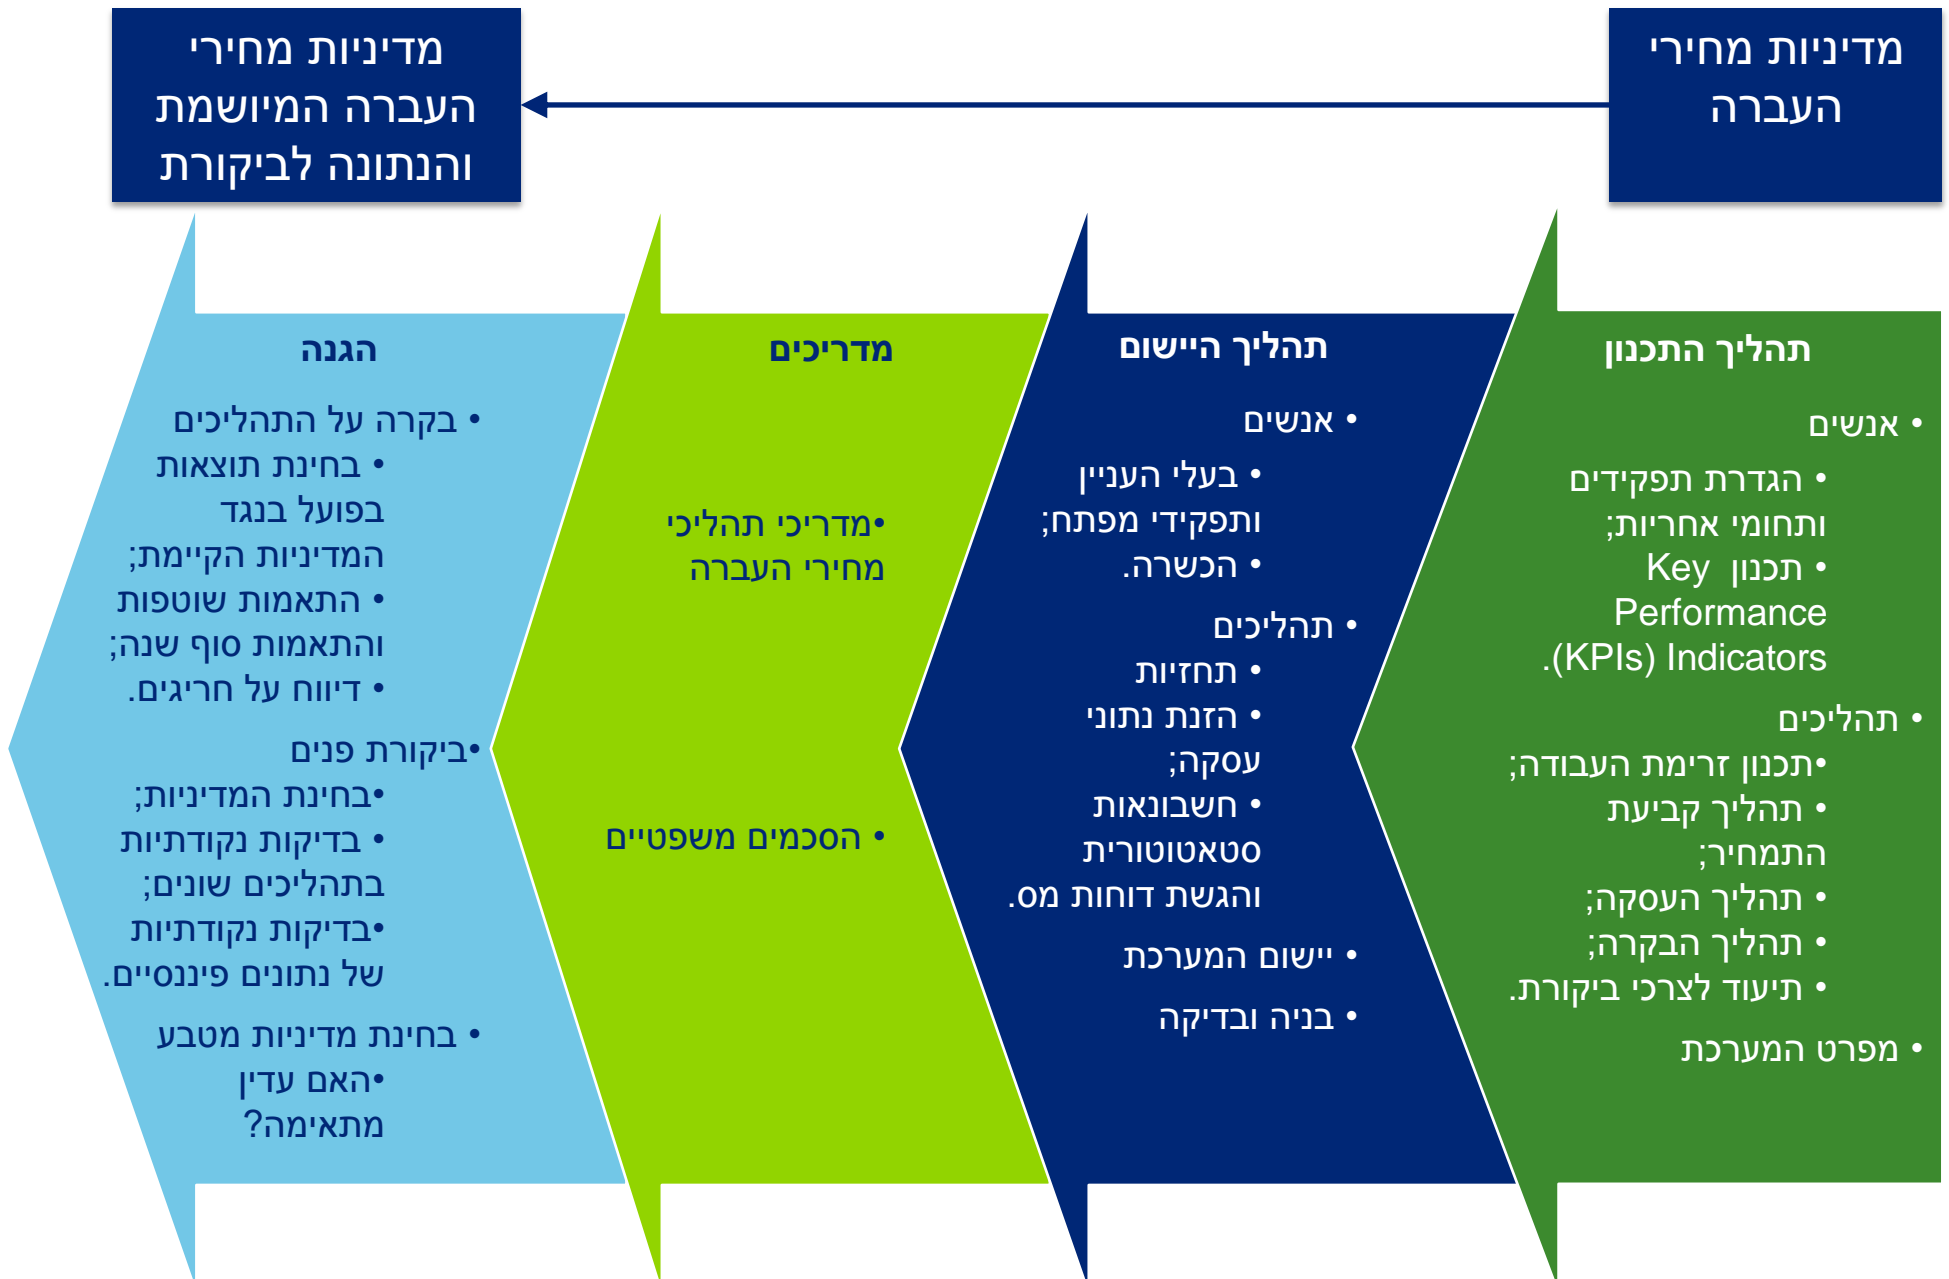 מדיניות מחירי
העברה
מדיניות מחירי
העברה המיושמת
והנתונה לביקורת
תהליך התכנון
• אנשים
• הגדרת תפקידים
ותחומי אחריות;
• תכנון Key
Performance
Indicators (KPIs).
• תהליכים
•תכנון זרימת העבודה;
• תהליך קביעת
התמחיר;
• תהליך העסקה;
• תהליך הבקרה;
• תיעוד לצרכי ביקורת.
• מפרט המערכת
תהליך היישום
• אנשים
• בעלי העניין
ותפקידי מפתח;
• הכשרה.
• תהליכים
• תחזיות
• הזנת נתוני
עסקה;
• חשבונאות
סטאטוטורית
והגשת דוחות מס.
• יישום המערכת
• בניה ובדיקה
מדריכים
•מדריכי תהליכי
מחירי העברה
• הסכמים משפטיים
הגנה
• בקרה על התהליכים
• בחינת תוצאות
בפועל בנגד
המדיניות הקיימת;
• התאמות שוטפות
והתאמות סוף שנה;
• דיווח על חריגים.
•ביקורת פנים
•בחינת המדיניות;
• בדיקות נקודתיות
בתהליכים שונים;
•בדיקות נקודתיות
של נתונים פיננסיים.
• בחינת מדיניות מטבע
•האם עדין
מתאימה?